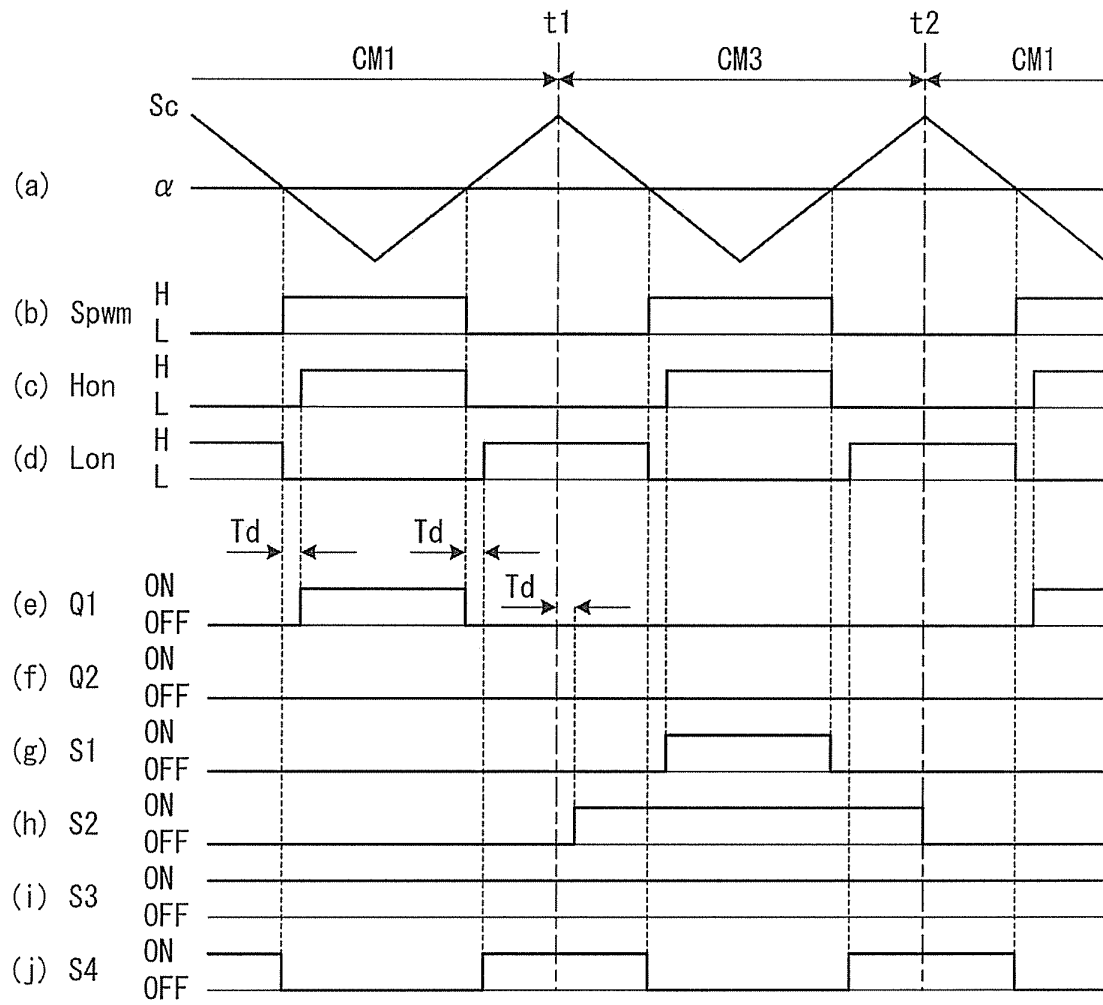 t1 t2
CM1 CM3 CM1
Sc
(a) α
(b) Spwm H
L
(c) Hon H
L
(d) Lon H
L
Td Td
Td
(e) Q1 ON
OFF
(f) Q2 ON
OFF
(g) S1 ON
OFF
(h) S2 ON
OFF
(i) S3 ON
OFF
(j) S4 ON
OFF